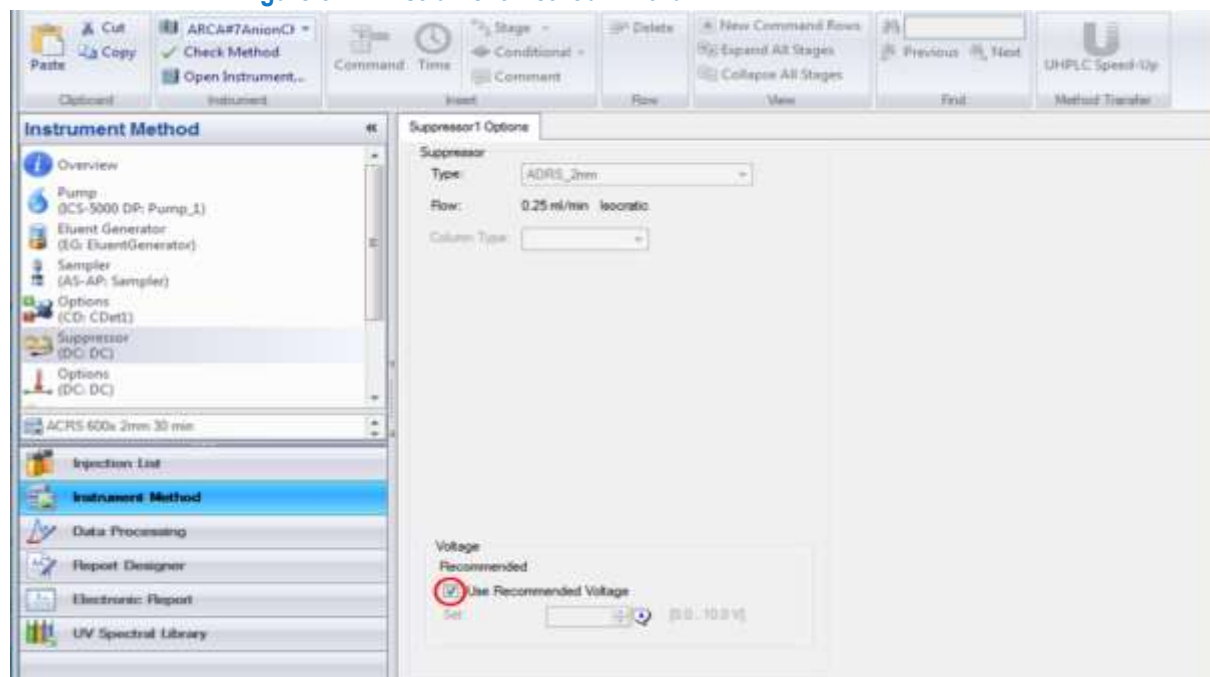 Cut
ARCA#7AnionCl
Stage
Delete
New Command Rows
Copy
Check Method
Conditional
Expand All Stages
Previous
Next
Paste
Open Instrument...
Command
Time
Comment
Collapse All Stages
UHPLC Speed-Up
Clipboard
Instrument
Insert
Row
View
Find
Method Transfer
Instrument Method
Overview
Pump
(ICS-5000 DP: Pump_1)
Eluent Generator
(EG: EluentGenerator)
Sampler
(AS-AP: Sampler)
Options
(CD: CDet1)
Suppressor
(DC: DC)
Options
(DC: DC)
ACRS 600x 2mm 30 min
Injection List
Instrument Method
Data Processing
Report Designer
Electronic Report
UV Spectral Library
Suppressor1 Options
Suppressor
Type: ADRS_2mm
Flow: 0.25 ml/min Isocratic
Column Type:
Voltage
Recommended
Use Recommended Voltage
Set: [0.0...10.0 V]